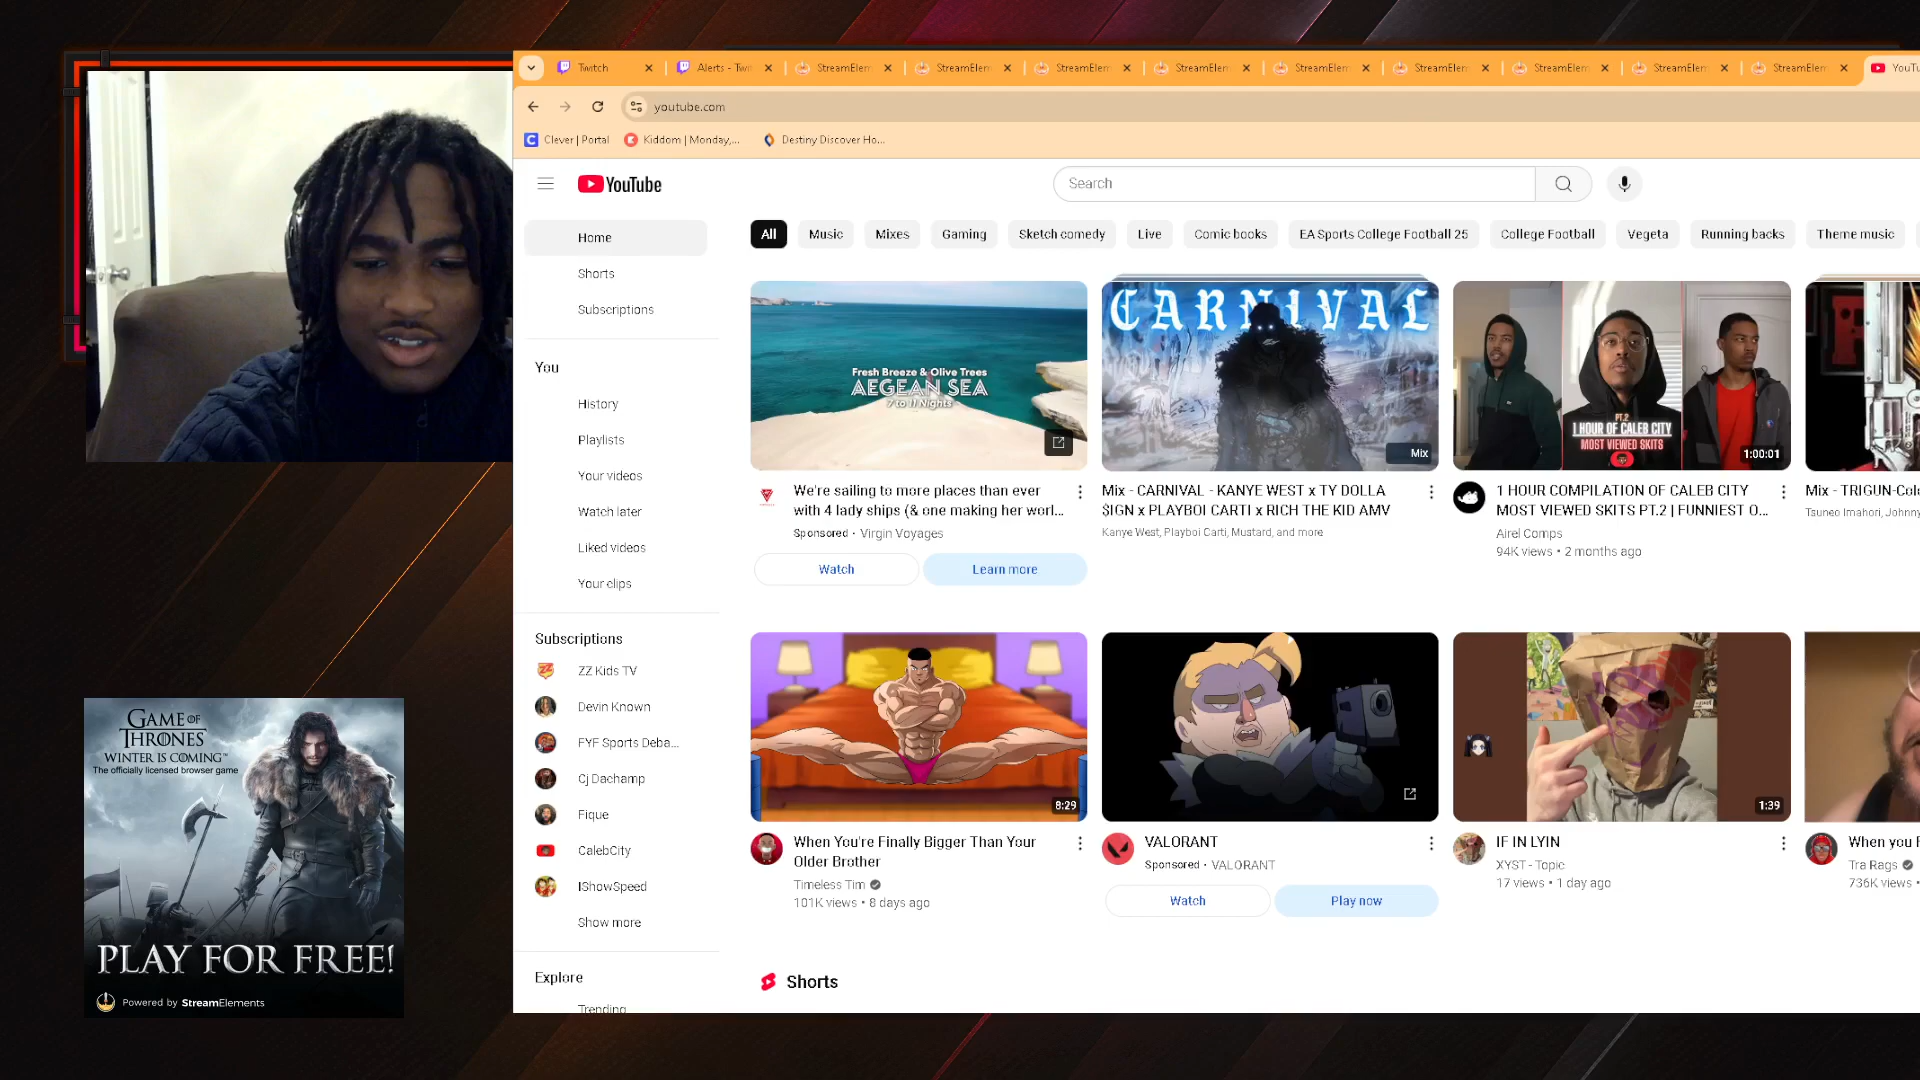 Twitch
Alerts - Twi
StreamElem
StreamElem
StreamElem
StreamElem
StreamElem
StreamElem
StreamElem
StreamElem
StreamElem
YouTu
youtube.com
Clever | Portal
Kiddom | Monday,...
Destiny Discover Ho...
YouTube
Search
Home
Shorts
Subscriptions
You
History
Playlists
Your videos
Watch later
Liked videos
Your clips
Subscriptions
ZZ Kids TV
Devin Known
FYF Sports Deba...
Cj Dachamp
Fique
CalebCity
IShowSpeed
Show more
Explore
Trending
All
Music
Mixes
Gaming
Sketch comedy
Live
Comic books
EA Sports College Football 25
College Football
Vegeta
Running backs
Theme music
Fresh Breeze & Olive Trees
AEGEAN SEA
7 to 11 Nights
We're sailing to more places than ever
with 4 lady ships (& one making her worl...
Sponsored · Virgin Voyages
Watch
Learn more
CARNIVAL
Mix
Mix - CARNIVAL - KANYE WEST x TY DOLLA
$IGN x PLAYBOI CARTI x RICH THE KID AMV
Kanye West, Playboi Carti, Mustard, and more
PT.2
1 HOUR OF CALEB CITY
MOST VIEWED SKITS
1:00:01
1 HOUR COMPILATION OF CALEB CITY
MOST VIEWED SKITS PT.2 | FUNNIEST O...
Airel Comps
94K views • 2 months ago
Mix - TRIGUN-Colo
Tsuneo Imahori, Johnny
8:29
When You're Finally Bigger Than Your
Older Brother
Timeless Tim
101K views • 8 days ago
VALORANT
Sponsored · VALORANT
Watch
Play now
1:39
IF IN LYIN
XYST - Topic
17 views • 1 day ago
When you
Tra Rags
736K views •
Shorts
GAME OF
THRONES
WINTER IS COMING™
The officially licensed browser game
PLAY FOR FREE!
Powered by StreamElements